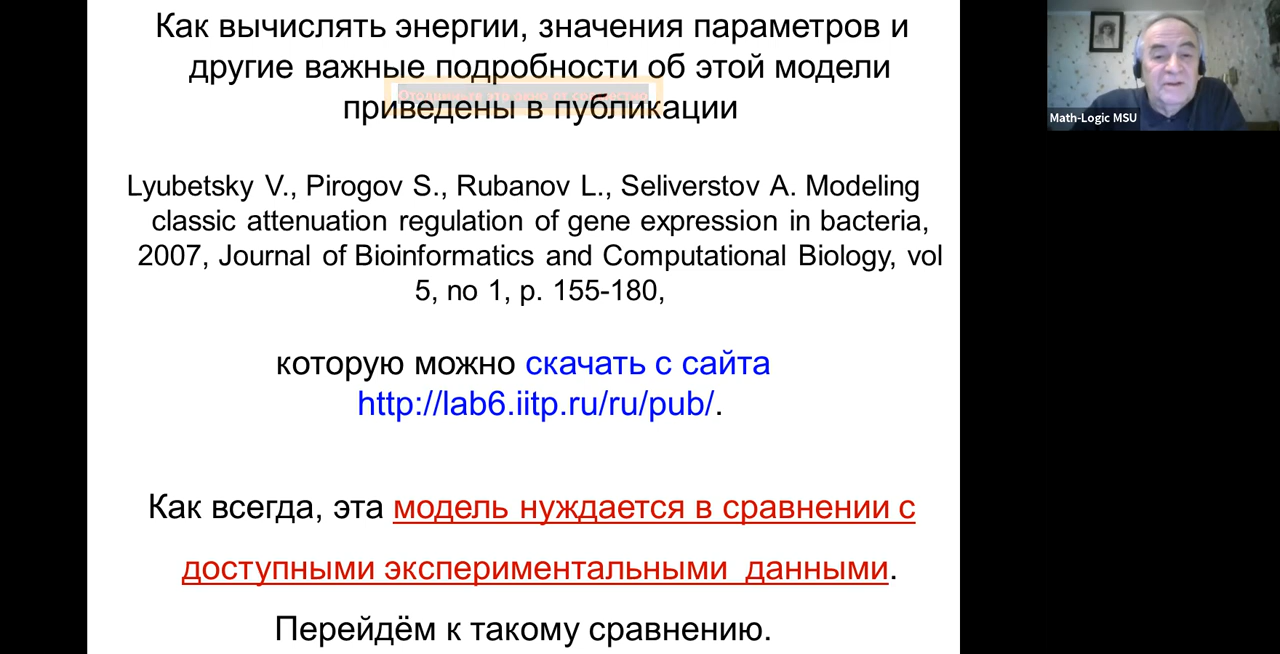 Как вычислять энергии, значения параметров и
другие важные подробности об этой модели
приведены в публикации
Lyubetsky V., Pirogov S., Rubanov L., Seliverstov A. Modeling
classic attenuation regulation of gene expression in bacteria,
2007, Journal of Bioinformatics and Computational Biology, vol
5, no 1, p. 155-180,
которую можно скачать с сайта
http://lab6.iitp.ru/ru/pub/.
Как всегда, эта модель нуждается в сравнении с
доступными экспериментальными данными.
Перейдём к такому сравнению.
Math-Logic MSU